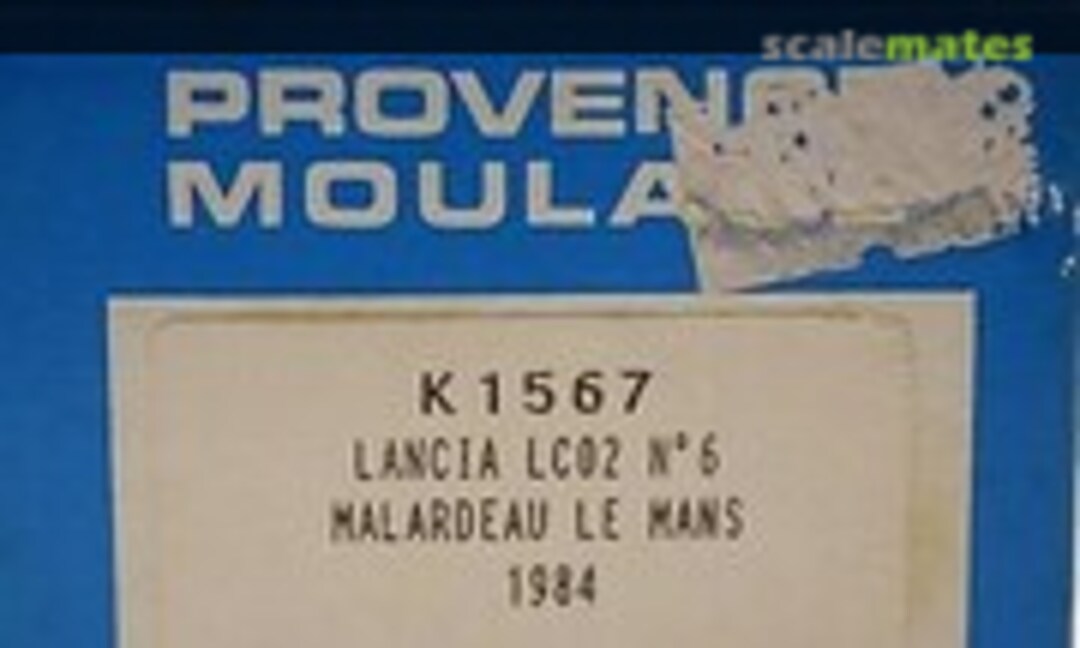 scalemates
PROVEN
MOULA
K1567
LANCIA LC02 N°6
MALARDEAU LE MANS
1984